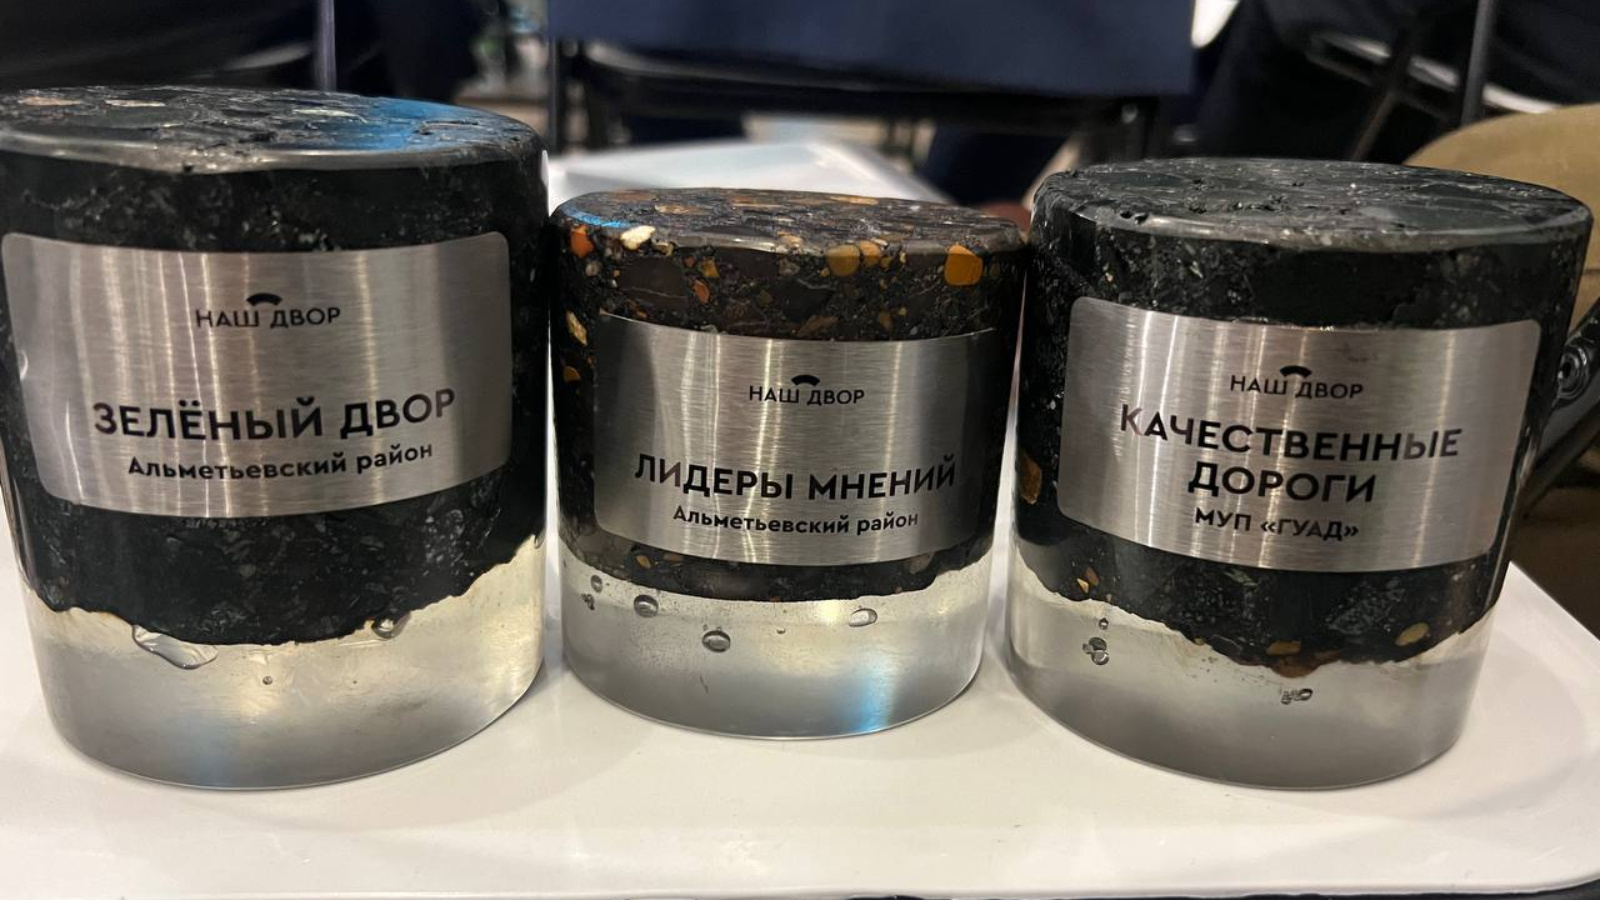 НАШ ДВОР
ЗЕЛЁНЫЙ ДВОР
Альметьевский район
НАШ ДВОР
ЛИДЕРЫ МНЕНИЙ
Альметьевский район
НАШ ДВОР
КАЧЕСТВЕННЫЕ
ДОРОГИ
МУП «ГУАД»